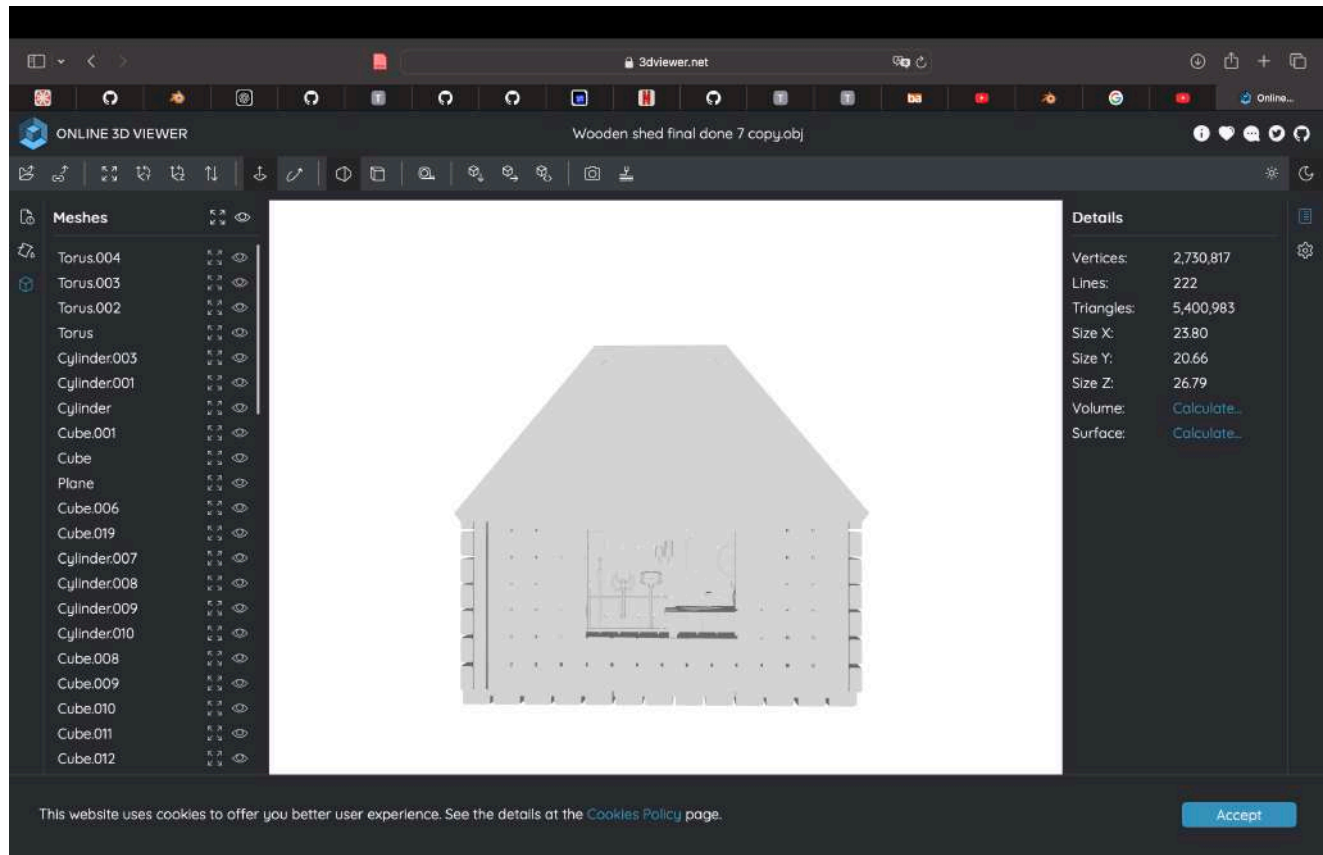 3dviewer.net
Online...
ONLINE 3D VIEWER
Wooden shed final done 7 copy.obj
Meshes
Torus.004
Torus.003
Torus.002
Torus
Cylinder.003
Cylinder.001
Cylinder
Cube.001
Cube
Plane
Cube.006
Cube.019
Cylinder.007
Cylinder.008
Cylinder.009
Cylinder.010
Cube.008
Cube.009
Cube.010
Cube.011
Cube.012
Details
Vertices: 2,730,817
Lines: 222
Triangles: 5,400,983
Size X: 23.80
Size Y: 20.66
Size Z: 26.79
Volume: Calculate...
Surface: Calculate...
This website uses cookies to offer you better user experience. See the details at the Cookies Policy page.
Accept